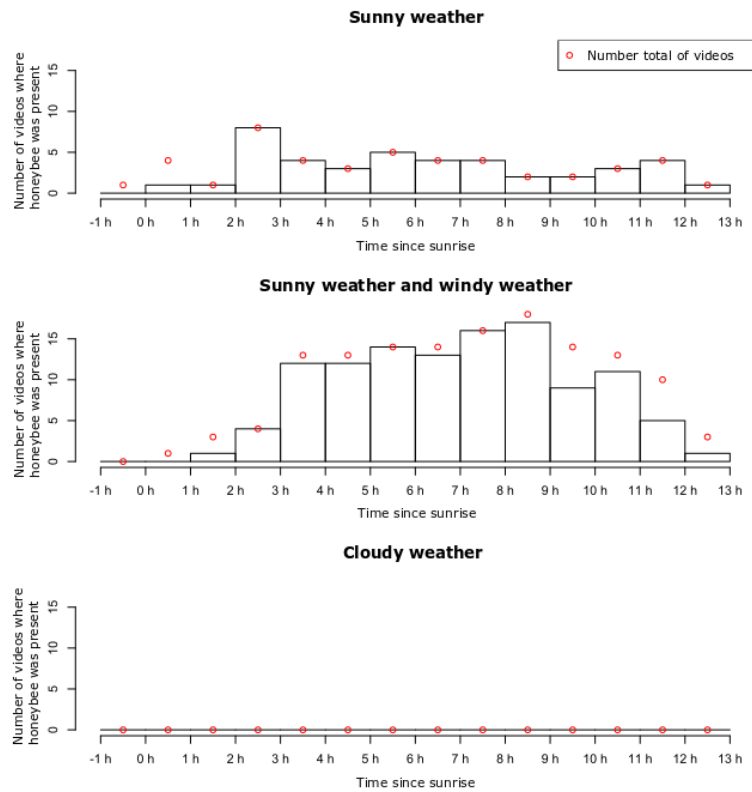 Sunny weather
Number total of videos
Number of videos where
honeybee was present
0 5 10 15
-1 h 0 h 1 h 2 h 3 h 4 h 5 h 6 h 7 h 8 h 9 h 10 h 11 h 12 h 13 h
Time since sunrise
Sunny weather and windy weather
Number of videos where
honeybee was present
0 5 10 15
-1 h 0 h 1 h 2 h 3 h 4 h 5 h 6 h 7 h 8 h 9 h 10 h 11 h 12 h 13 h
Time since sunrise
Cloudy weather
Number of videos where
honeybee was present
0 5 10 15
-1 h 0 h 1 h 2 h 3 h 4 h 5 h 6 h 7 h 8 h 9 h 10 h 11 h 12 h 13 h
Time since sunrise